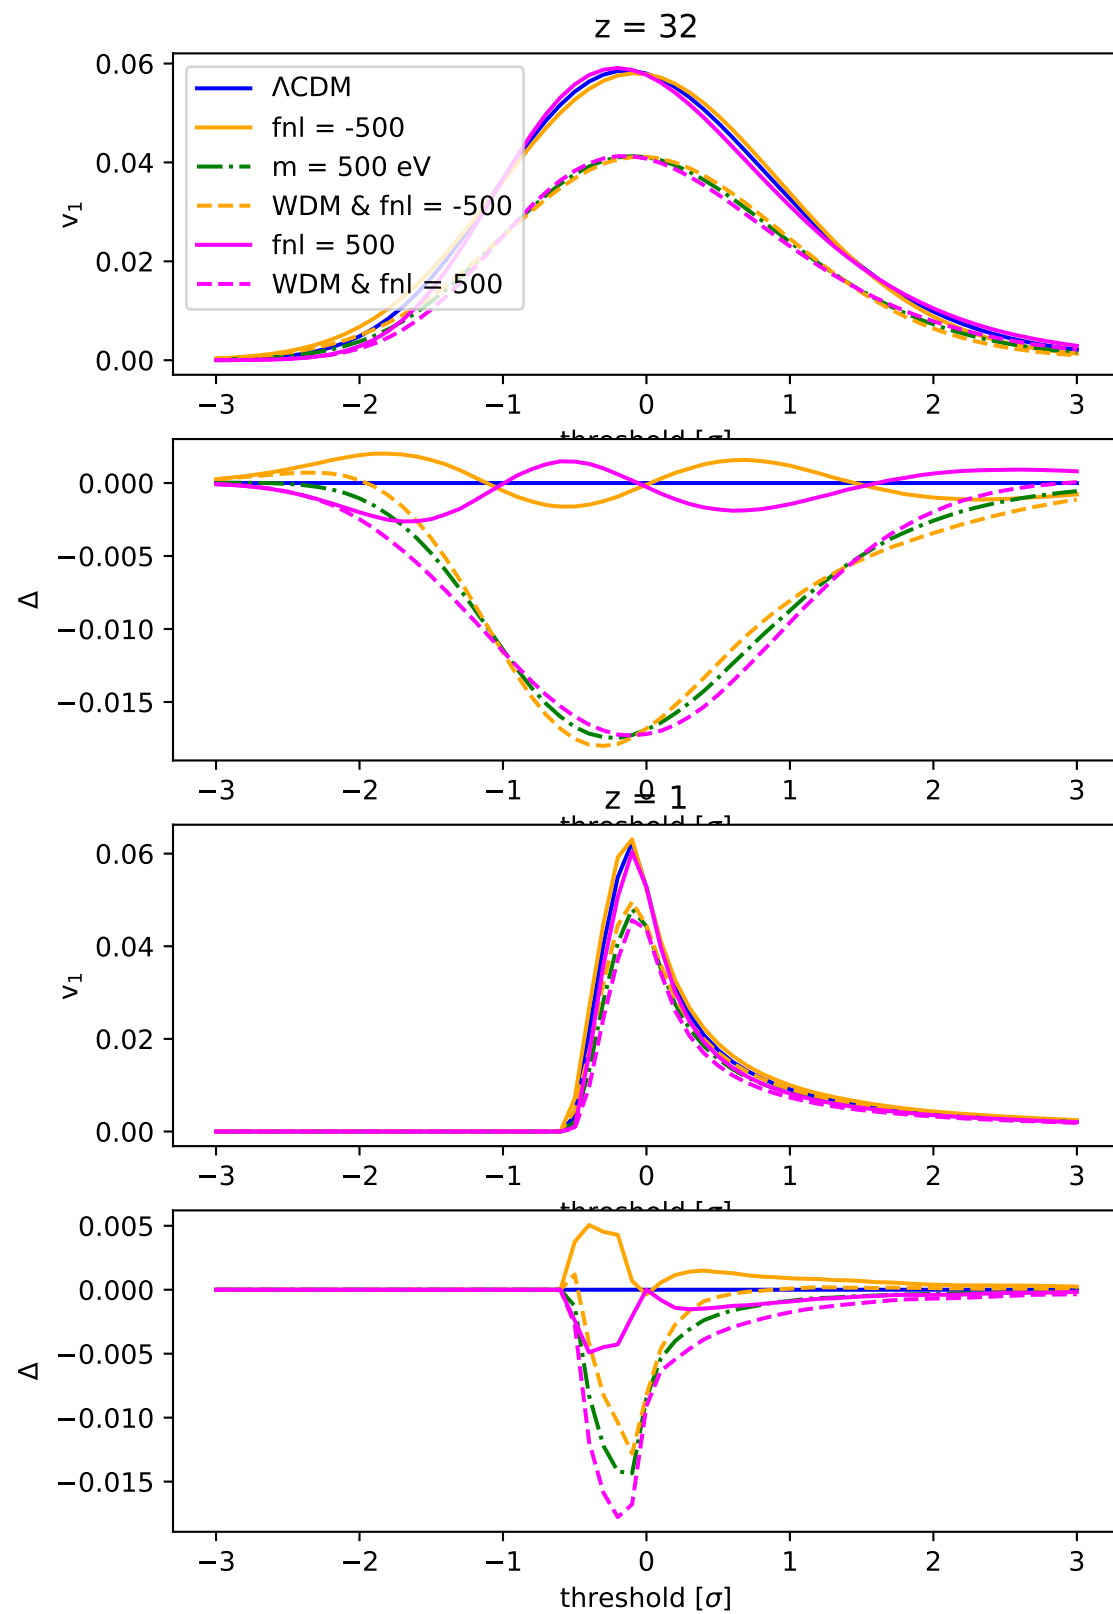 z = 32
0.06
0.04
0.02
0.00
v₁
ΛCDM
fnl = -500
m = 500 eV
WDM & fnl = -500
fnl = 500
WDM & fnl = 500
−3 −2 −1 0 1 2 3
threshold [σ]
0.000
−0.005
−0.010
−0.015
Δ
−3 −2 −1 0 1 2 3
threshold [σ]
z = 1
0.06
0.04
0.02
0.00
v₁
−3 −2 −1 0 1 2 3
threshold [σ]
0.005
0.000
−0.005
−0.010
−0.015
Δ
−3 −2 −1 0 1 2 3
threshold [σ]